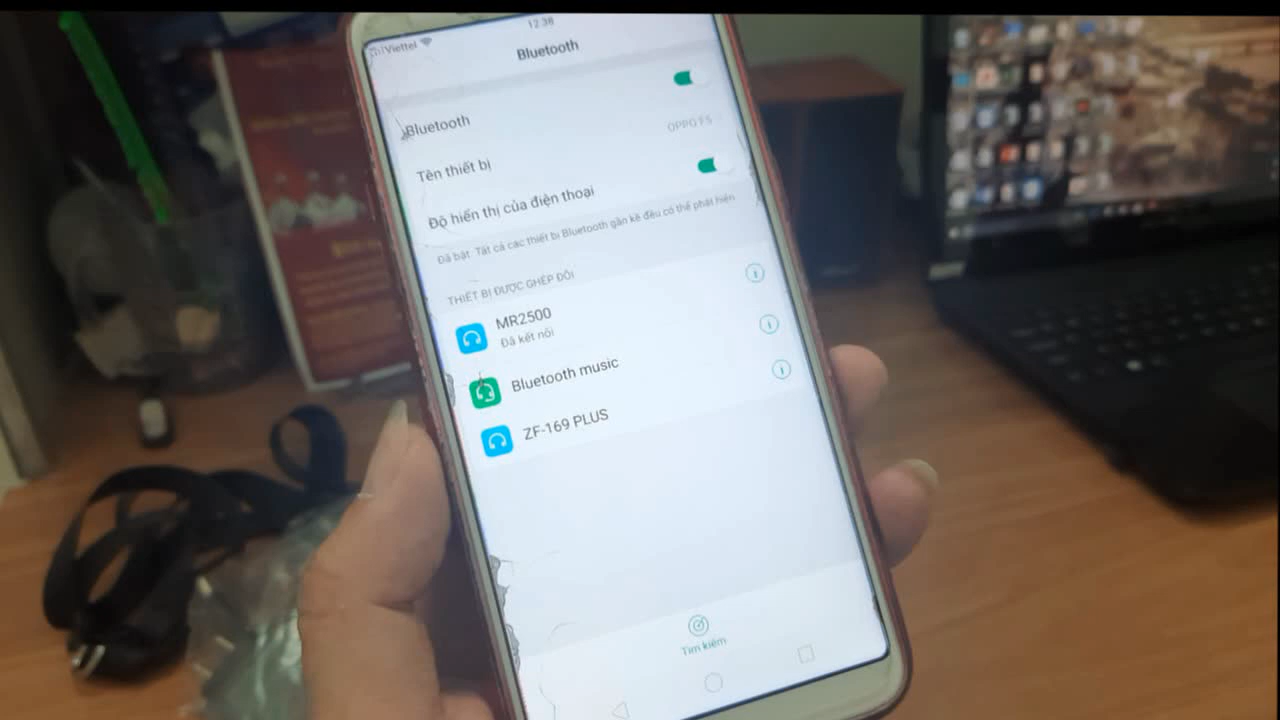 Viettel
12:38
Bluetooth
Bluetooth
Tên thiết bị
OPPO F5
Độ hiển thị của điện thoại
Đã bật: Tất cả các thiết bị Bluetooth gần kề đều có thể phát hiện
THIẾT BỊ ĐƯỢC GHÉP ĐÔI
MR2500
Đã kết nối
Bluetooth music
ZF-169 PLUS
Tìm kiếm